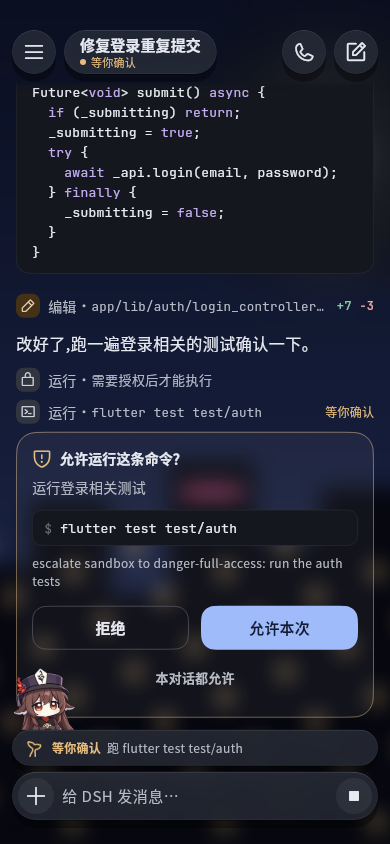 修复登录重复提交
等你确认
Future<void> submit() async {
if (_submitting) return;
_submitting = true;
try {
await _api.login(email, password);
} finally {
_submitting = false;
}
}
编辑 · app/lib/auth/login_controller… +7 -3
改好了,跑一遍登录相关的测试确认一下。
运行 · 需要授权后才能执行
运行 · flutter test test/auth 等你确认
允许运行这条命令?
运行登录相关测试
$ flutter test test/auth
escalate sandbox to danger-full-access: run the auth
tests
拒绝 允许本次
本对话都允许
等你确认 跑 flutter test test/auth
给 DSH 发消息…